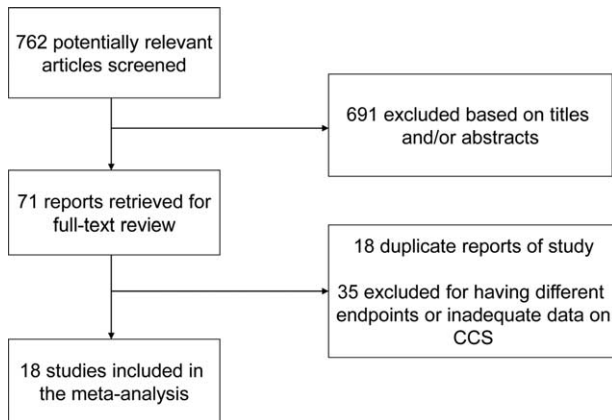 762 potentially relevant
articles screened
691 excluded based on titles
and/or abstracts
71 reports retrieved for
full-text review
18 duplicate reports of study
35 excluded for having different
endpoints or inadequate data on
CCS
18 studies included in
the meta-analysis